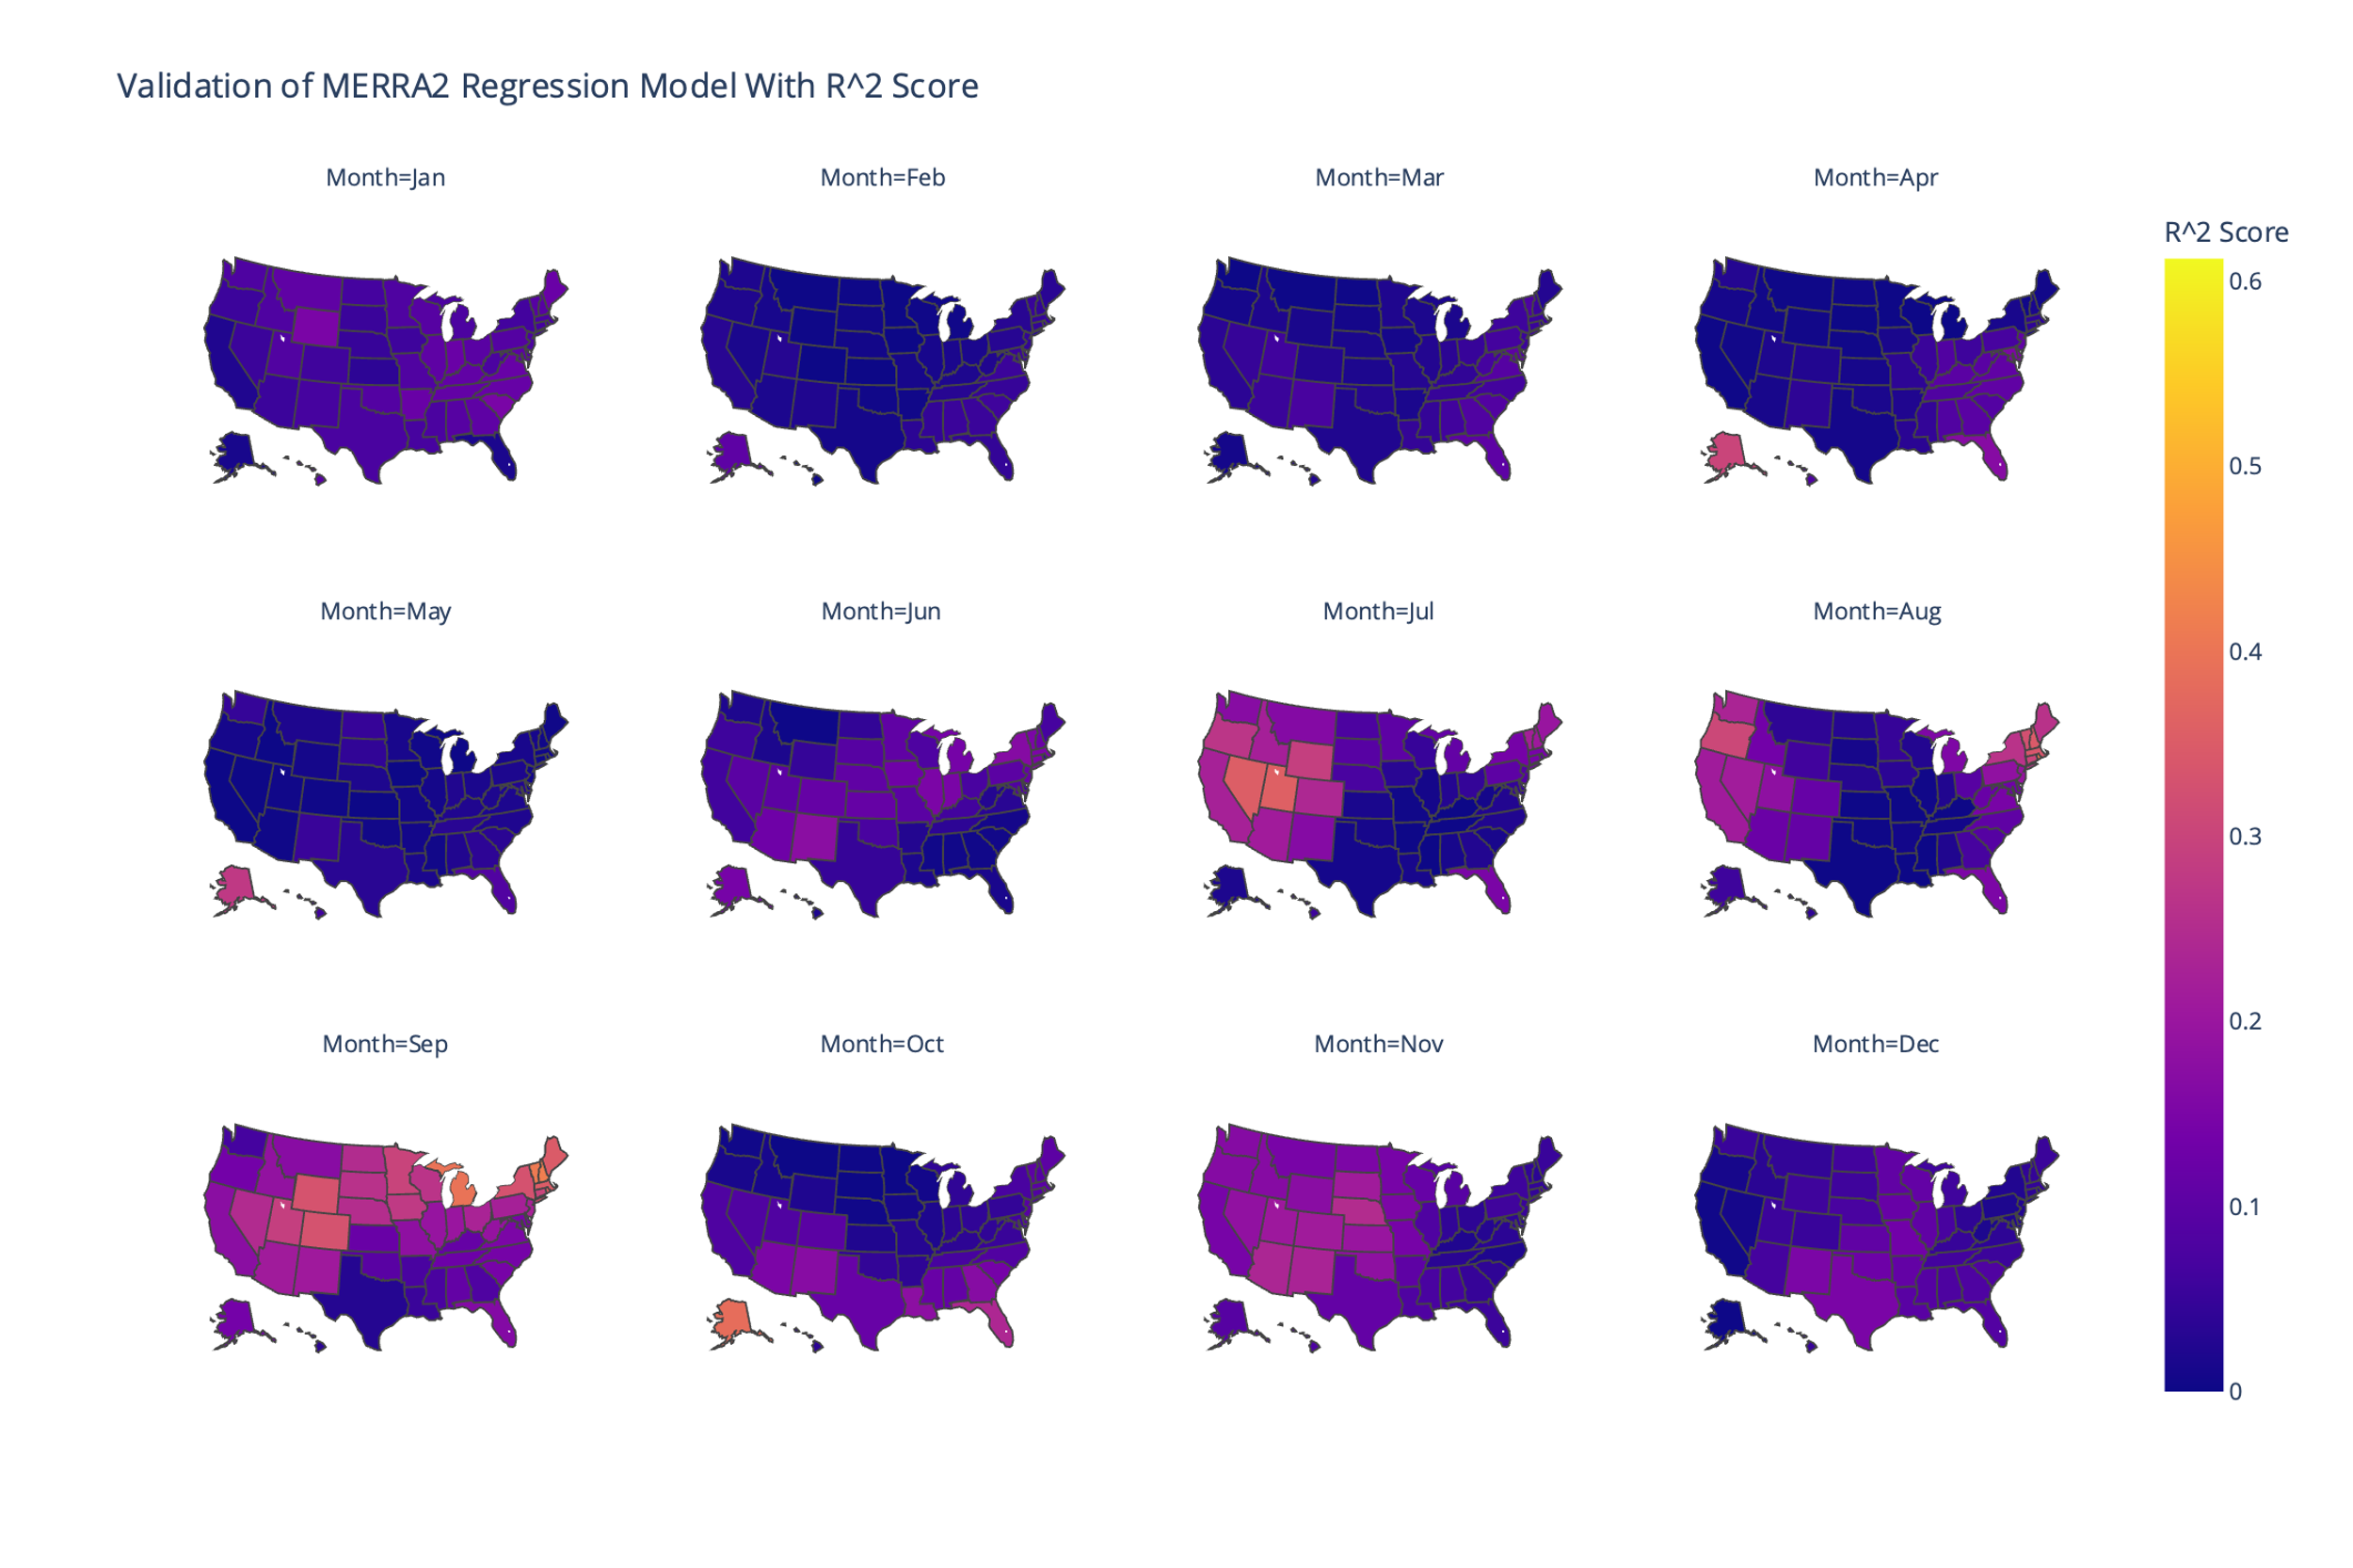 Validation of MERRA2 Regression Model With R^2 Score
Month=Jan
Month=Feb
Month=Mar
Month=Apr
R^2 Score
0.6
0.5
0.4
0.3
0.2
0.1
0
Month=May
Month=Jun
Month=Jul
Month=Aug
Month=Sep
Month=Oct
Month=Nov
Month=Dec